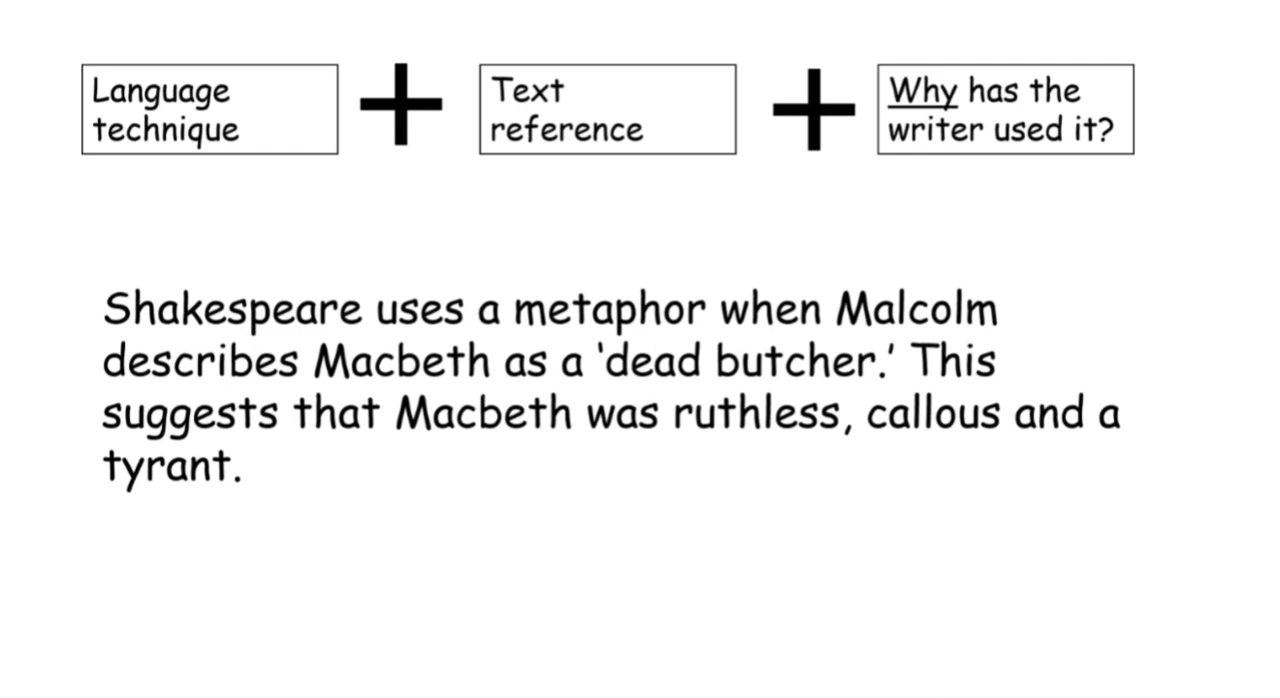 Language
technique
Text
reference
Why has the
writer used it?
Shakespeare uses a metaphor when Malcolm
describes Macbeth as a 'dead butcher.' This
suggests that Macbeth was ruthless, callous and a
tyrant.